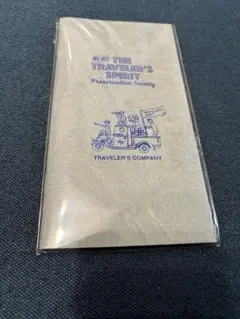 THE
TRAVELER'S
SPIRIT
Preservation Society
TRAVELER'S COMPANY